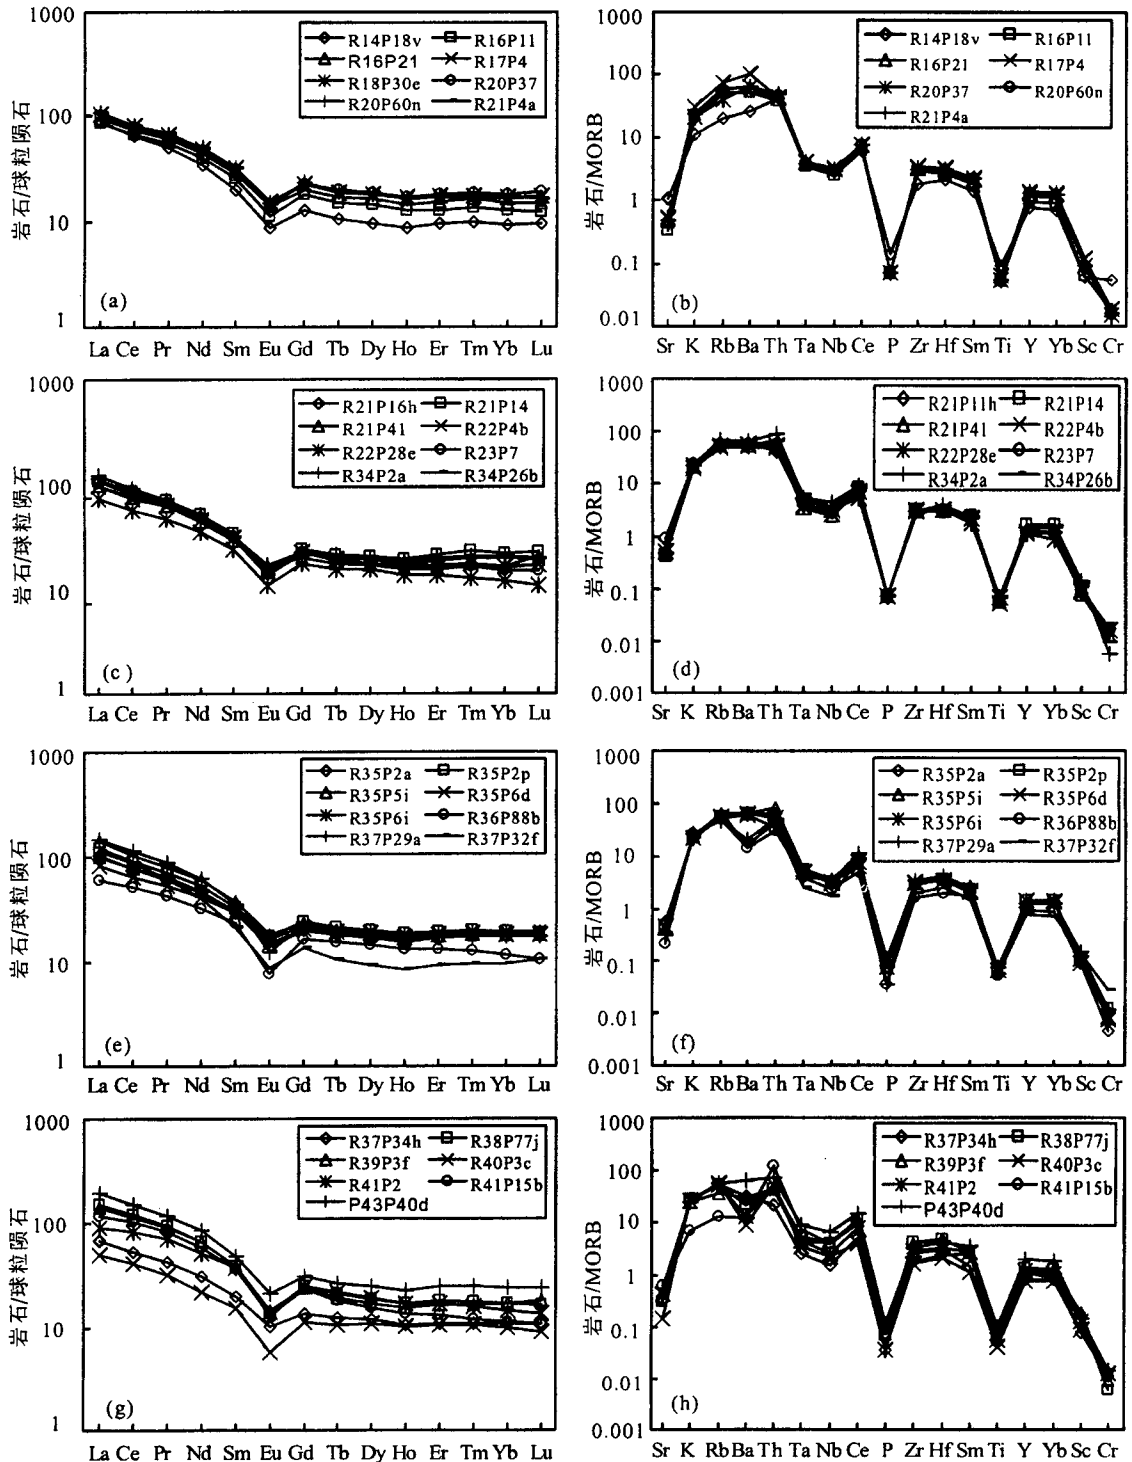 1000
100
10
1
岩石/球粒陨石
R14P18v R16P11
R16P21 R17P4
R18P30e R20P37
R20P60n R21P4a
(a)
La Ce Pr Nd Sm Eu Gd Tb Dy Ho Er Tm Yb Lu
1000
100
10
1
0.1
0.01
岩石/MORB
R14P18v R16P11
R16P21 R17P4
R20P37 R20P60n
R21P4a
(b)
Sr K Rb Ba Th Ta Nb Ce P Zr Hf Sm Ti Y Yb Sc Cr
1000
100
10
1
岩石/球粒陨石
R21P16h R21P14
R21P41 R22P4b
R22P28e R23P7
R34P2a R34P26b
(c)
La Ce Pr Nd Sm Eu Gd Tb Dy Ho Er Tm Yb Lu
1000
100
10
1
0.1
0.01
0.001
岩石/MORB
R21P11h R21P14
R21P41 R22P4b
R22P28e R23P7
R34P2a R34P26b
(d)
Sr K Rb Ba Th Ta Nb Ce P Zr Hf Sm Ti Y Yb Sc Cr
1000
100
10
1
岩石/球粒陨石
R35P2a R35P2p
R35P5i R35P6d
R35P6i R36P88b
R37P29a R37P32f
(e)
La Ce Pr Nd Sm Eu Gd Tb Dy Ho Er Tm Yb Lu
1000
100
10
1
0.1
0.01
0.001
岩石/MORB
R35P2a R35P2p
R35P5i R35P6d
R35P6i R36P88b
R37P29a R37P32f
(f)
Sr K Rb Ba Th Ta Nb Ce P Zr Hf Sm Ti Y Yb Sc Cr
1000
100
10
1
岩石/球粒陨石
R37P34h R38P77j
R39P3f R40P3c
R41P2 R41P15b
P43P40d
(g)
La Ce Pr Nd Sm Eu Gd Tb Dy Ho Er Tm Yb Lu
1000
100
10
1
0.1
0.01
0.001
岩石/MORB
R37P34h R38P77j
R39P3f R40P3c
R41P2 R41P15b
P43P40d
(h)
Sr K Rb Ba Th Ta Nb Ce P Zr Hf Sm Ti Y Yb Sc Cr